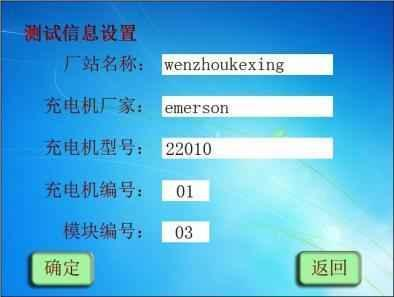 测试信息设置
厂站名称： wenzhoukexing
充电机厂家： emerson
充电机型号： 22010
充电机编号： 01
模块编号： 03
确定 返回